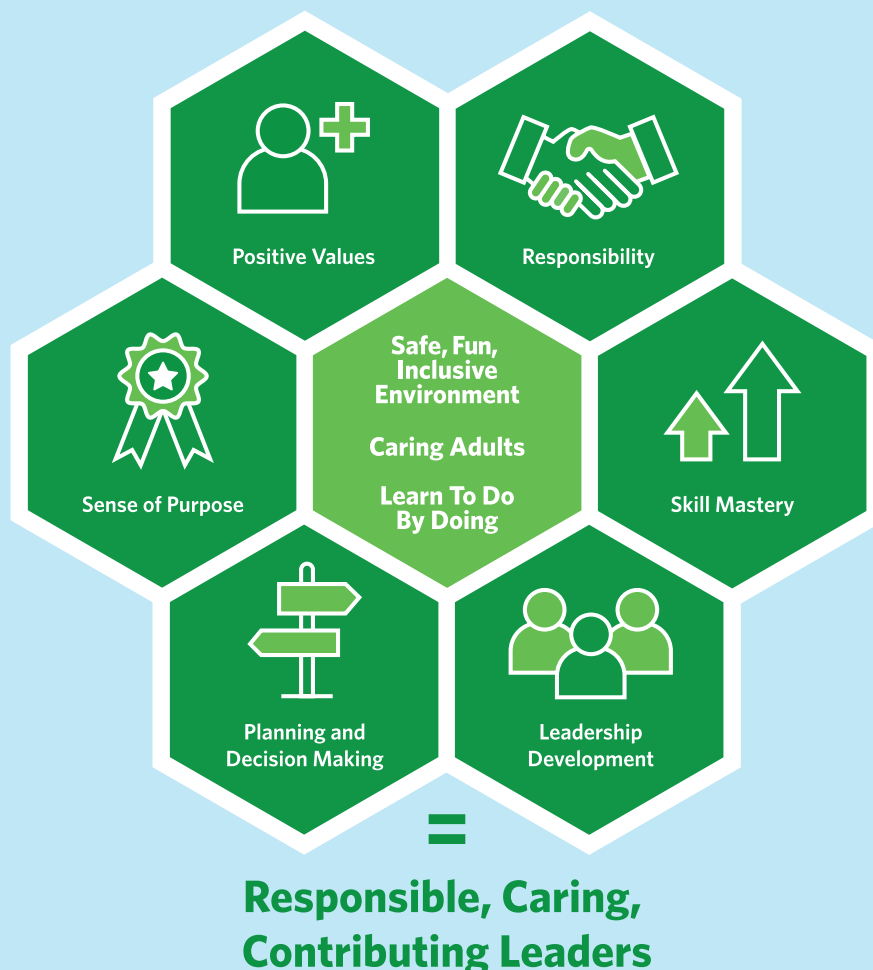 Positive Values
Responsibility
Safe, Fun,
Inclusive
Environment
Caring Adults
Learn To Do
By Doing
Sense of Purpose
Skill Mastery
Planning and
Decision Making
Leadership
Development
=
Responsible, Caring,
Contributing Leaders